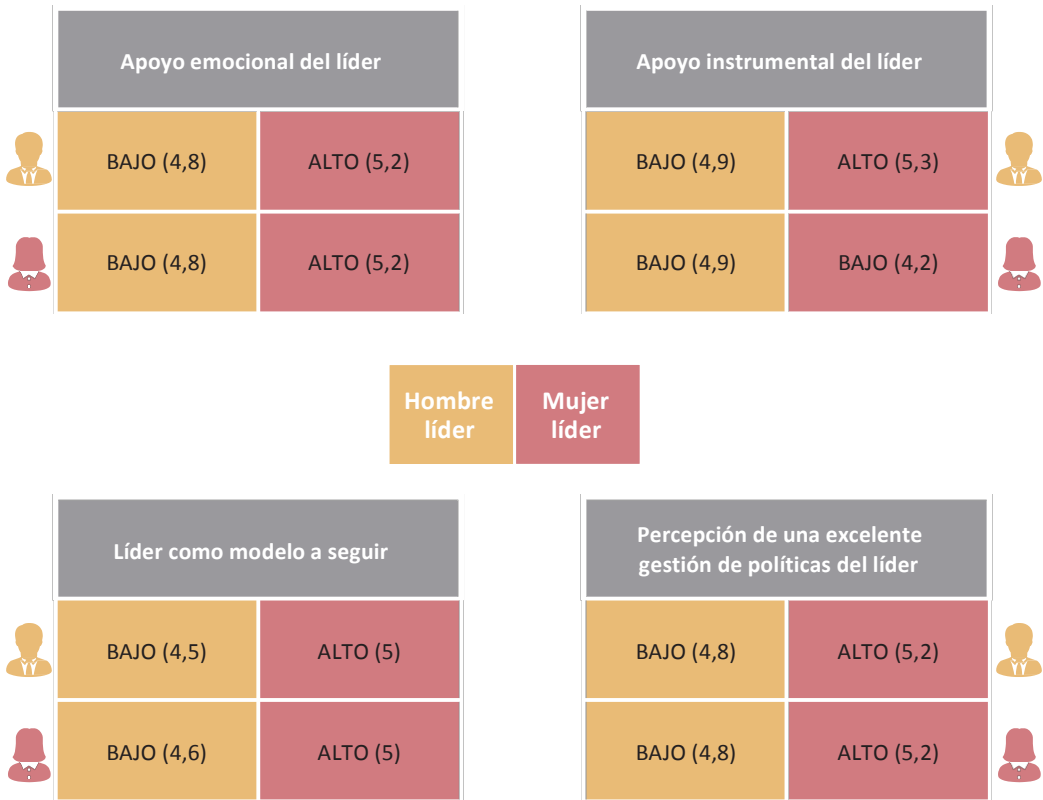 Apoyo emocional del líder
BAJO (4,8)
ALTO (5,2)
BAJO (4,8)
ALTO (5,2)
Apoyo instrumental del líder
BAJO (4,9)
ALTO (5,3)
BAJO (4,9)
BAJO (4,2)
Hombre
líder
Mujer
líder
Líder como modelo a seguir
BAJO (4,5)
ALTO (5)
BAJO (4,6)
ALTO (5)
Percepción de una excelente
gestión de políticas del líder
BAJO (4,8)
ALTO (5,2)
BAJO (4,8)
ALTO (5,2)